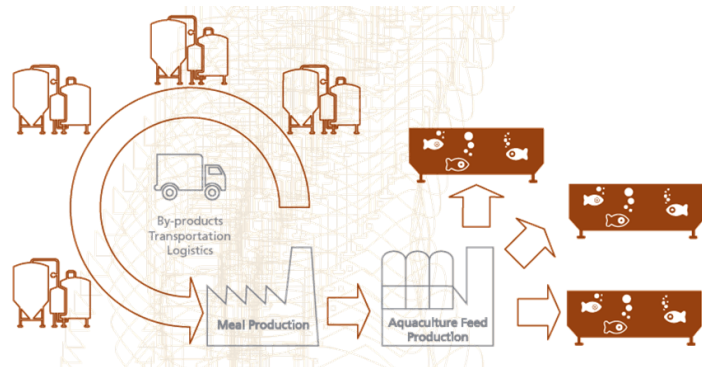 By-products
Transportation
Logistics
Meal Production
Aquaculture Feed
Production